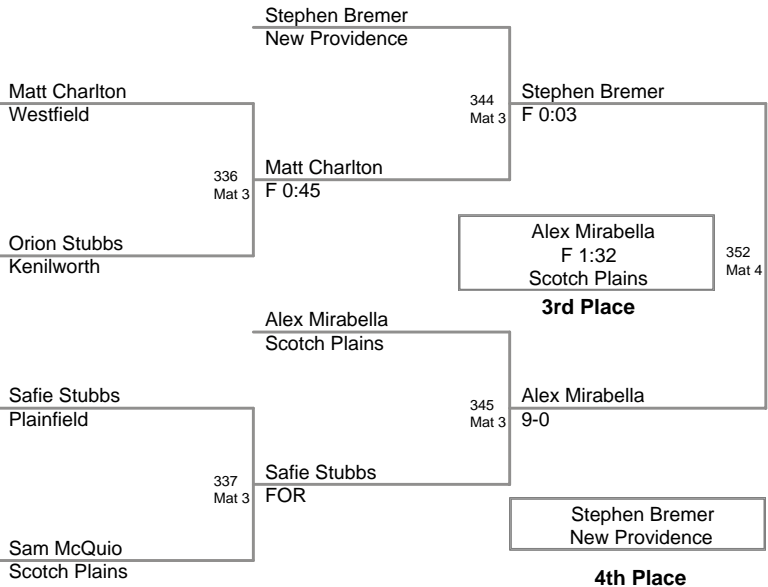 Stephen Bremer
New Providence
Matt Charlton
Westfield
344
Mat 3
Stephen Bremer
F 0:03
336
Mat 3
Matt Charlton
F 0:45
Orion Stubbs
Kenilworth
Alex Mirabella
F 1:32
Scotch Plains
352
Mat 4
3rd Place
Alex Mirabella
Scotch Plains
Safie Stubbs
Plainfield
345
Mat 3
Alex Mirabella
9-0
337
Mat 3
Safie Stubbs
FOR
Stephen Bremer
New Providence
Sam McQuio
Scotch Plains
4th Place